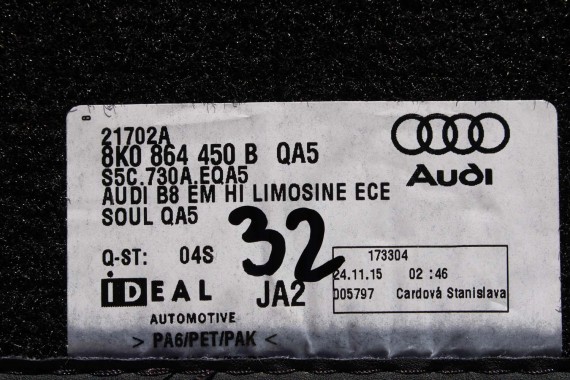 8
21702A
8K0 864 450 B QA5
S5C.730A.EQA5
AUDI B8 EM HI LIMOSINE ECE
SOUL QA5
Audi
32
Q-ST: 04S
173304
24.11.15 02 :46
005797 Cardová Stanislava
IDEAL JA2
AUTOMOTIVE
> PA6/PET/PAK <